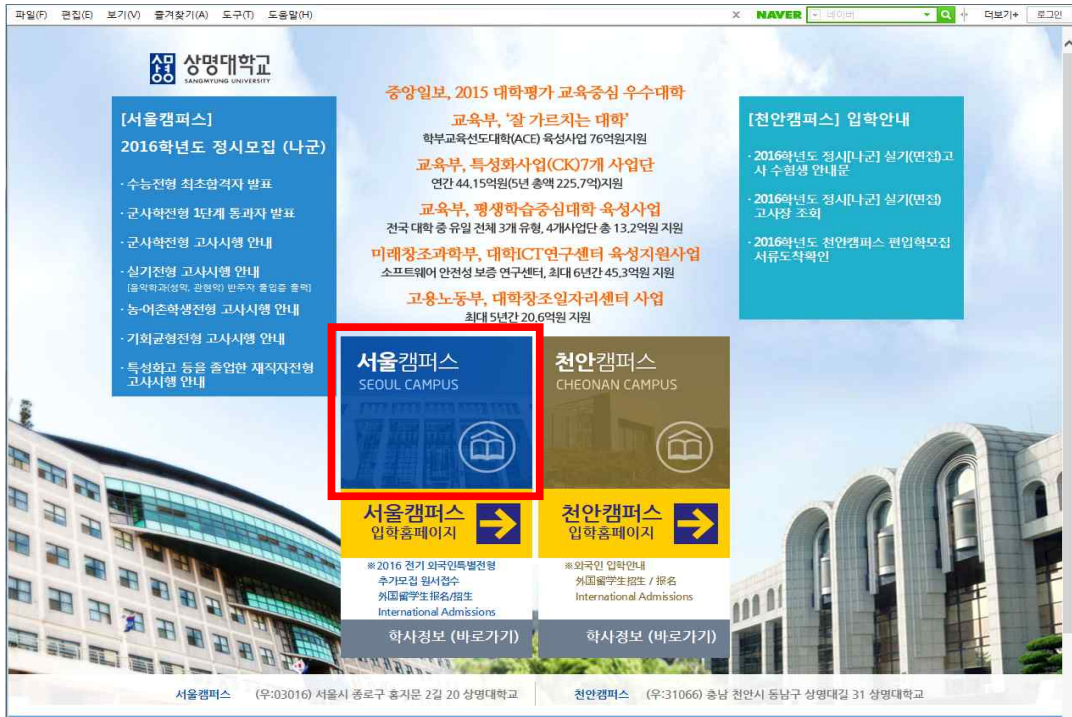 파일(F) 편집(E) 보기(V) 즐겨찾기(A) 도구(T) 도움말(H)
x NAVER 네이버 더보기+ 로그인
상명대학교
SANGMYUNG UNIVERSITY
[서울캠퍼스]
2016학년도 정시모집 (나군)
· 수능전형 최초합격자 발표
· 군사학전형 1단계 통과자 발표
· 군사학전형 고사시행 안내
· 실기전형 고사시행 안내
[음악학과(성악, 관현악) 반주자 출입증 출력]
· 농·어촌학생전형 고사시행 안내
· 기회균형전형 고사시행 안내
· 특성화고 등을 졸업한 재직자전형
고사시행 안내
중앙일보, 2015 대학평가 교육중심 우수대학
교육부, ‘잘 가르치는 대학’
학부교육선도대학(ACE) 육성사업 76억원지원
교육부, 특성화사업(CK)7개 사업단
연간 44.15억원(5년 총액 225.7억)지원
교육부, 평생학습중심대학 육성사업
전국 대학 중 유일 전체 3개 유형, 4개사업단 총 13.2억원 지원
미래창조과학부, 대학ICT연구센터 육성지원사업
소프트웨어 안전성 보증 연구센터, 최대 6년간 45.3억원 지원
고용노동부, 대학창조일자리센터 사업
최대 5년간 20.6억원 지원
[천안캠퍼스] 입학안내
· 2016학년도 정시[나군] 실기(면접)고
사 수험생 안내문
· 2016학년도 정시[나군] 실기(면접)
고사장 조회
· 2016학년도 천안캠퍼스 편입학모집
서류도착확인
서울캠퍼스
SEOUL CAMPUS
천안캠퍼스
CHEONAN CAMPUS
서울캠퍼스
입학홈페이지
천안캠퍼스
입학홈페이지
※2016 전기 외국인특별전형
추가모집 원서접수
外国留学生报名/招生
International Admissions
※외국인 입학안내
外国留学生招生 / 报名
International Admissions
학사정보 (바로가기)
학사정보 (바로가기)
서울캠퍼스 (우:03016) 서울시 종로구 홍지문 2길 20 상명대학교
천안캠퍼스 (우:31066) 충남 천안시 동남구 상명대길 31 상명대학교